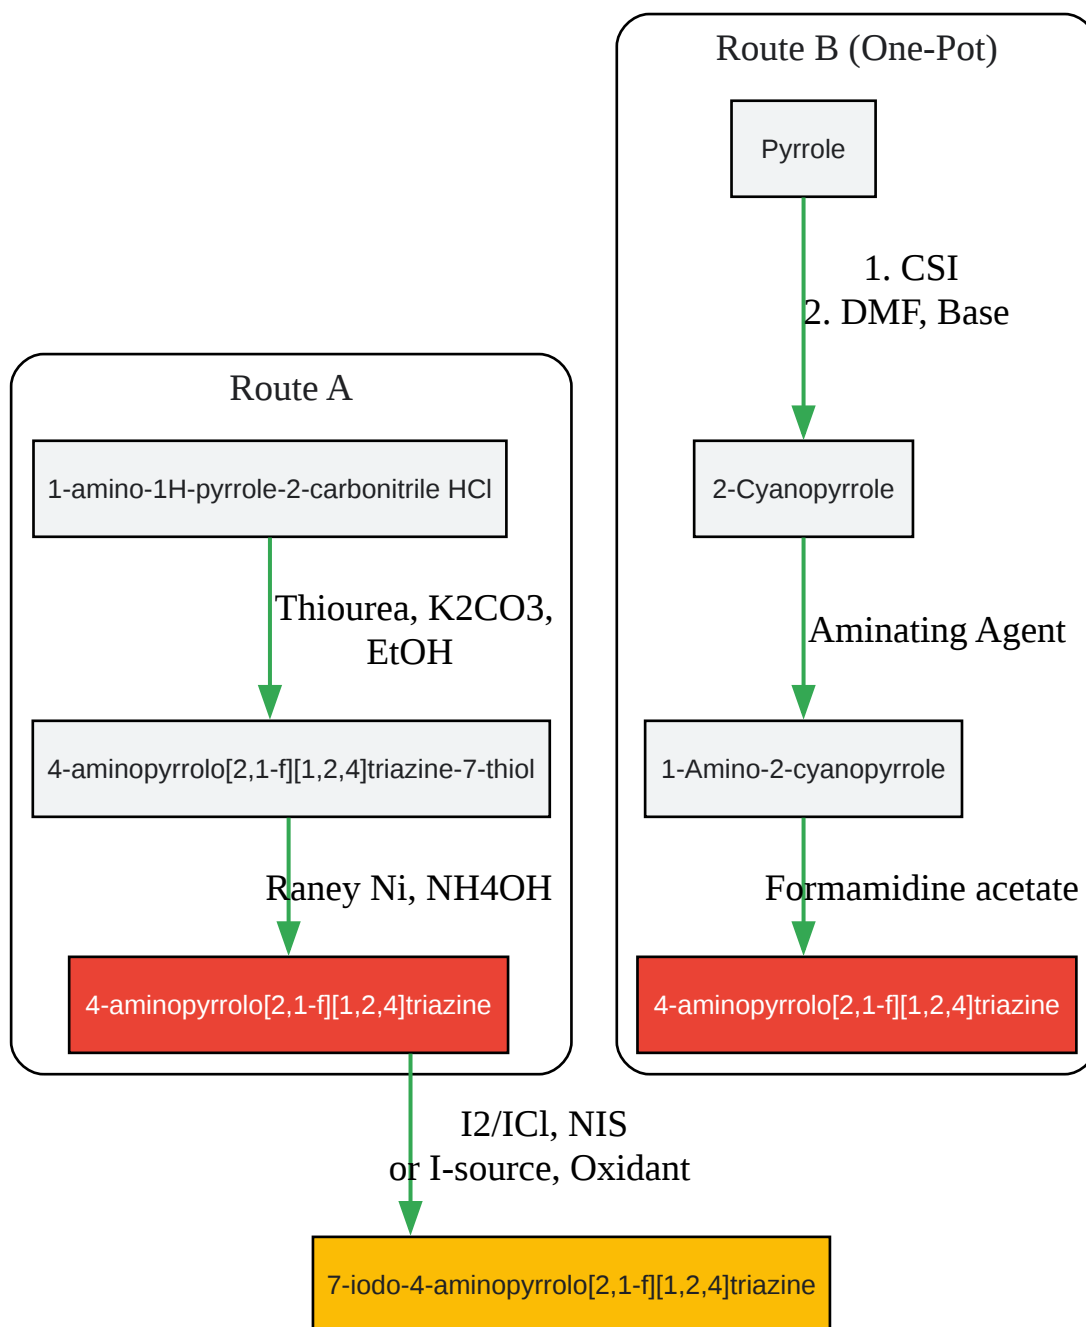 Route B (One-Pot)
Pyrrole
1. CSI
2. DMF, Base
2-Cyanopyrrole
Aminating Agent
1-Amino-2-cyanopyrrole
Formamidine acetate
4-aminopyrrolo[2,1-f][1,2,4]triazine
Route A
1-amino-1H-pyrrole-2-carbonitrile HCl
Thiourea, K2CO3,
EtOH
4-aminopyrrolo[2,1-f][1,2,4]triazine-7-thiol
Raney Ni, NH4OH
4-aminopyrrolo[2,1-f][1,2,4]triazine
I2/ICl, NIS
or I-source, Oxidant
7-iodo-4-aminopyrrolo[2,1-f][1,2,4]triazine